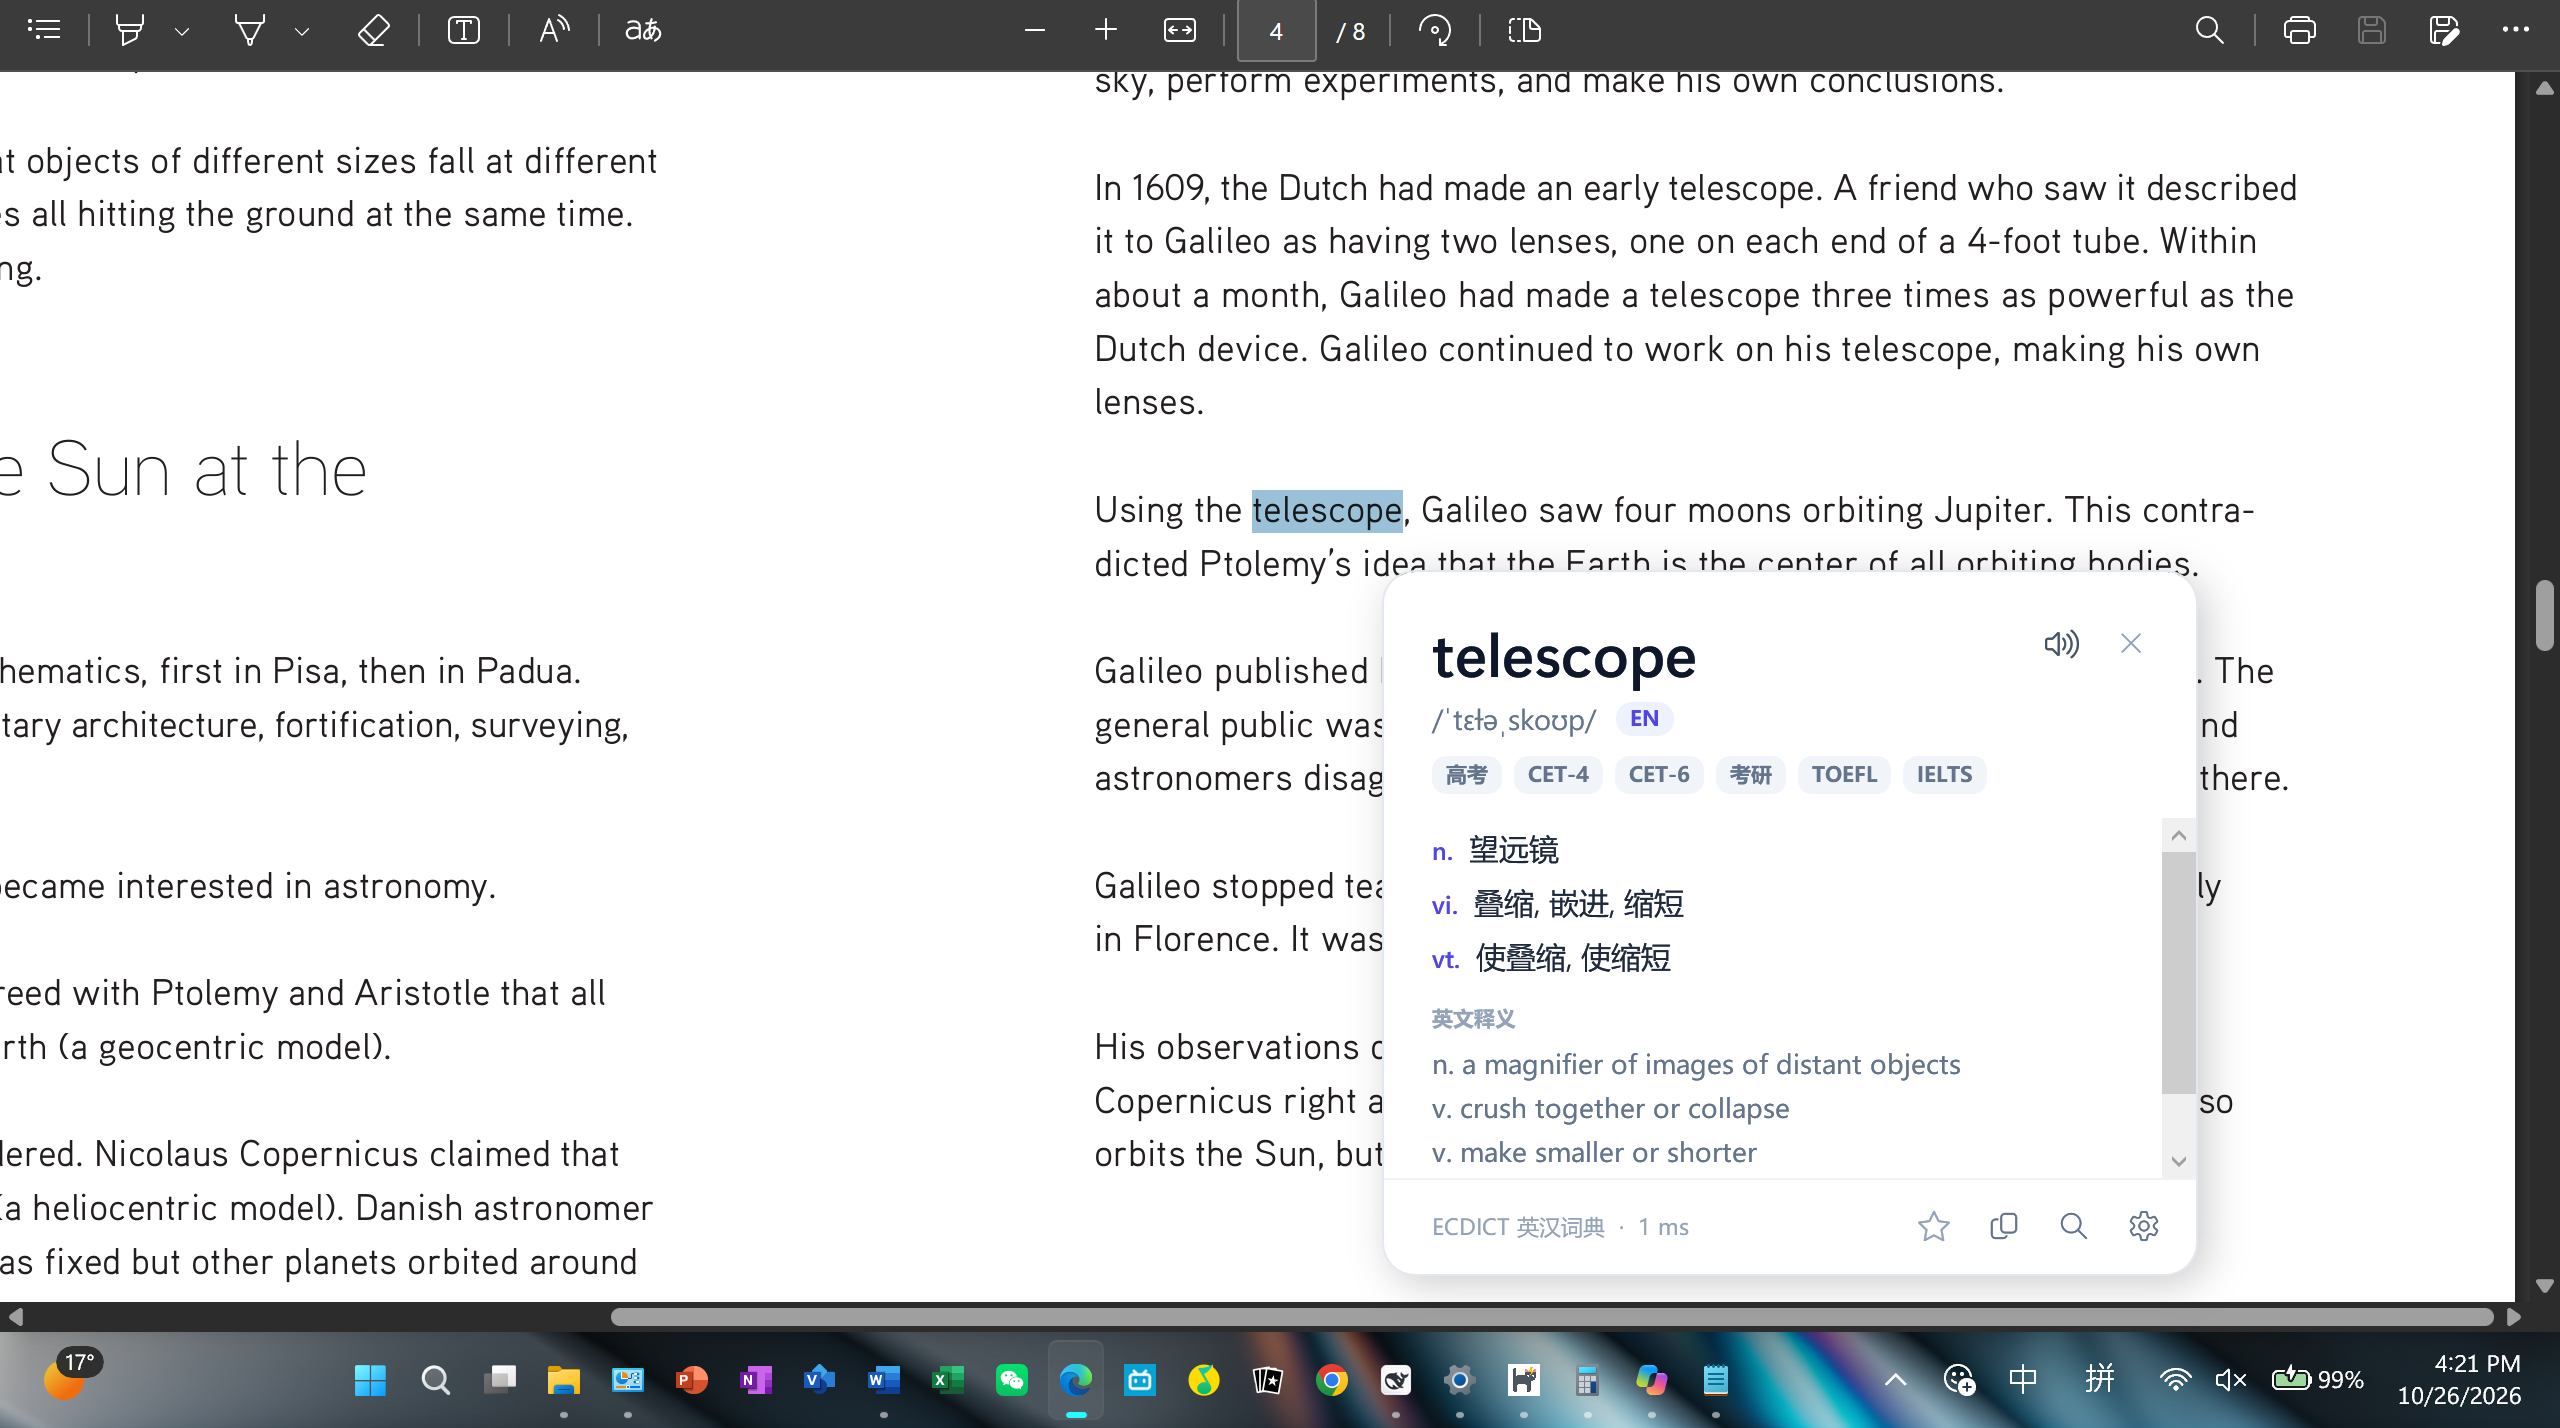 4 / 8
t objects of different sizes fall at different
s all hitting the ground at the same time.
ng.
e Sun at the
hematics, first in Pisa, then in Padua.
tary architecture, fortification, surveying,
became interested in astronomy.
reed with Ptolemy and Aristotle that all
rth (a geocentric model).
dered. Nicolaus Copernicus claimed that
(a heliocentric model). Danish astronomer
as fixed but other planets orbited around
sky, perform experiments, and make his own conclusions.
In 1609, the Dutch had made an early telescope. A friend who saw it described
it to Galileo as having two lenses, one on each end of a 4-foot tube. Within
about a month, Galileo had made a telescope three times as powerful as the
Dutch device. Galileo continued to work on his telescope, making his own
lenses.
Using the telescope, Galileo saw four moons orbiting Jupiter. This contra-
dicted Ptolemy's idea that the Earth is the center of all orbiting bodies.
Galileo published . The
general public was nd
astronomers disag there.
Galileo stopped tea ly
in Florence. It was
His observations
Copernicus right a so
orbits the Sun, but
telescope
/ˈtɛɫəˌskoʊp/ EN
高考 CET-4 CET-6 考研 TOEFL IELTS
n. 望远镜
vi. 叠缩, 嵌进, 缩短
vt. 使叠缩, 使缩短
英文释义
n. a magnifier of images of distant objects
v. crush together or collapse
v. make smaller or shorter
ECDICT 英汉词典 · 1 ms
17°
中 拼 99%
4:21 PM
10/26/2026